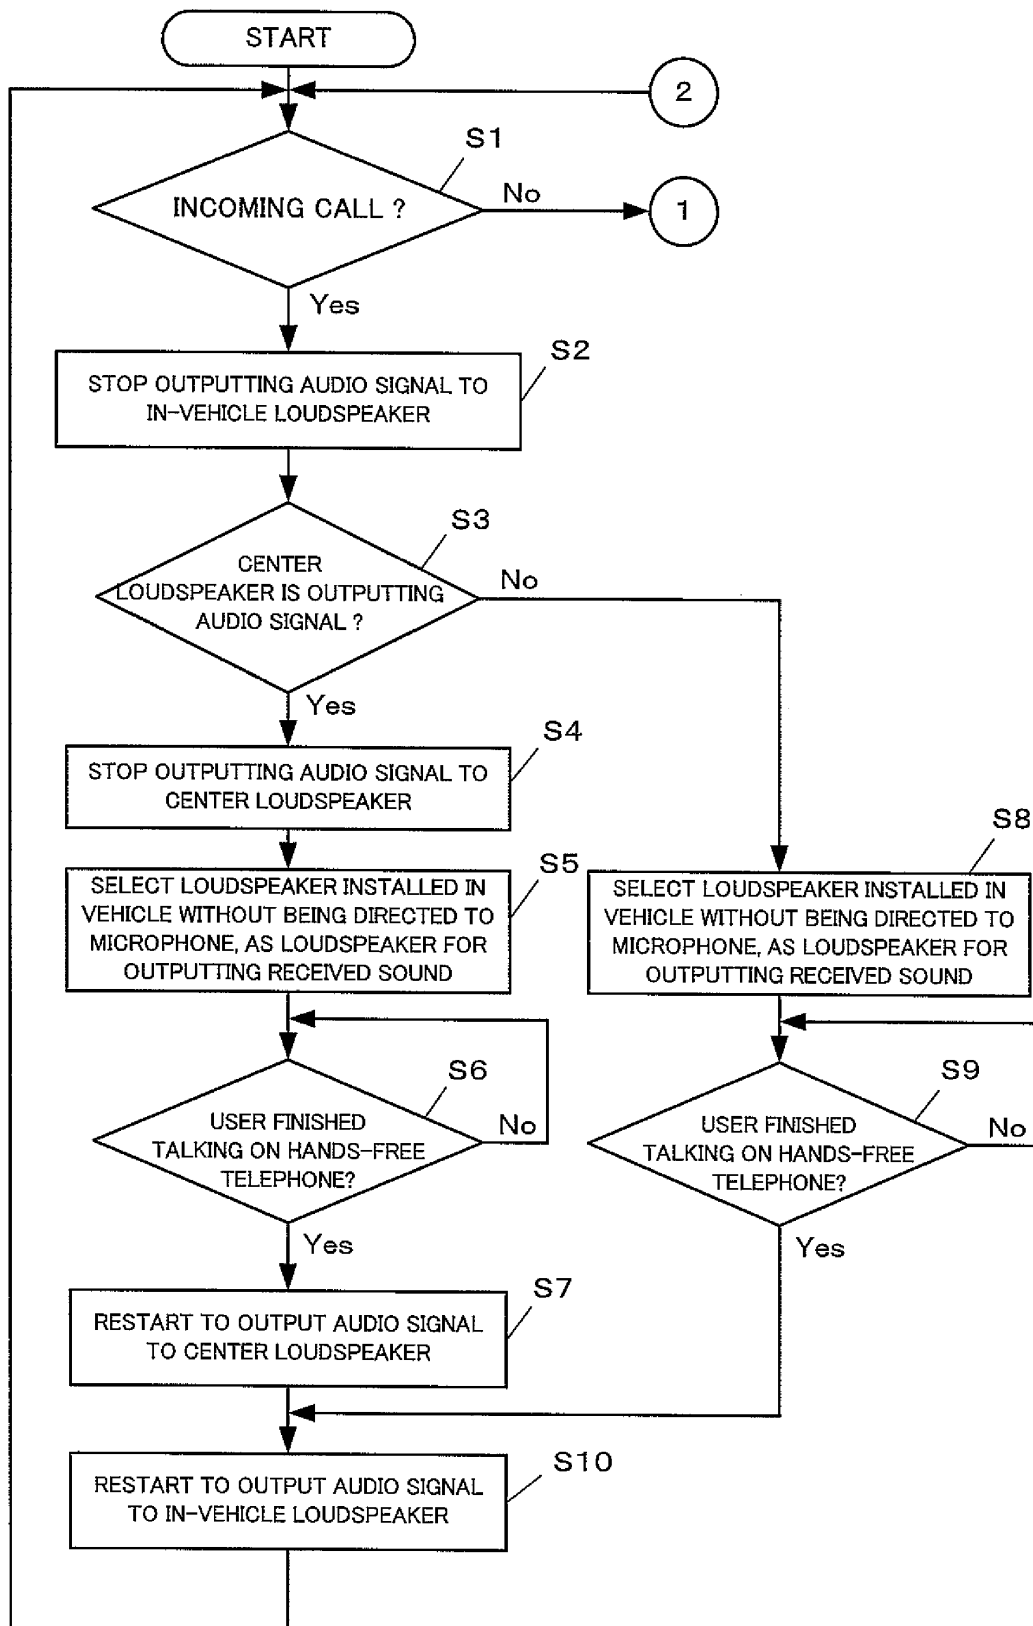 START
2
S1
INCOMING CALL ?
No
1
Yes
S2
STOP OUTPUTTING AUDIO SIGNAL TO
IN-VEHICLE LOUDSPEAKER
S3
CENTER
LOUDSPEAKER IS OUTPUTTING
AUDIO SIGNAL ?
No
Yes
S4
STOP OUTPUTTING AUDIO SIGNAL TO
CENTER LOUDSPEAKER
S5
SELECT LOUDSPEAKER INSTALLED IN
VEHICLE WITHOUT BEING DIRECTED TO
MICROPHONE, AS LOUDSPEAKER FOR
OUTPUTTING RECEIVED SOUND
S8
SELECT LOUDSPEAKER INSTALLED IN
VEHICLE WITHOUT BEING DIRECTED TO
MICROPHONE, AS LOUDSPEAKER FOR
OUTPUTTING RECEIVED SOUND
S6
USER FINISHED
TALKING ON HANDS-FREE
TELEPHONE?
No
Yes
S9
USER FINISHED
TALKING ON HANDS-FREE
TELEPHONE?
No
Yes
S7
RESTART TO OUTPUT AUDIO SIGNAL
TO CENTER LOUDSPEAKER
S10
RESTART TO OUTPUT AUDIO SIGNAL
TO IN-VEHICLE LOUDSPEAKER